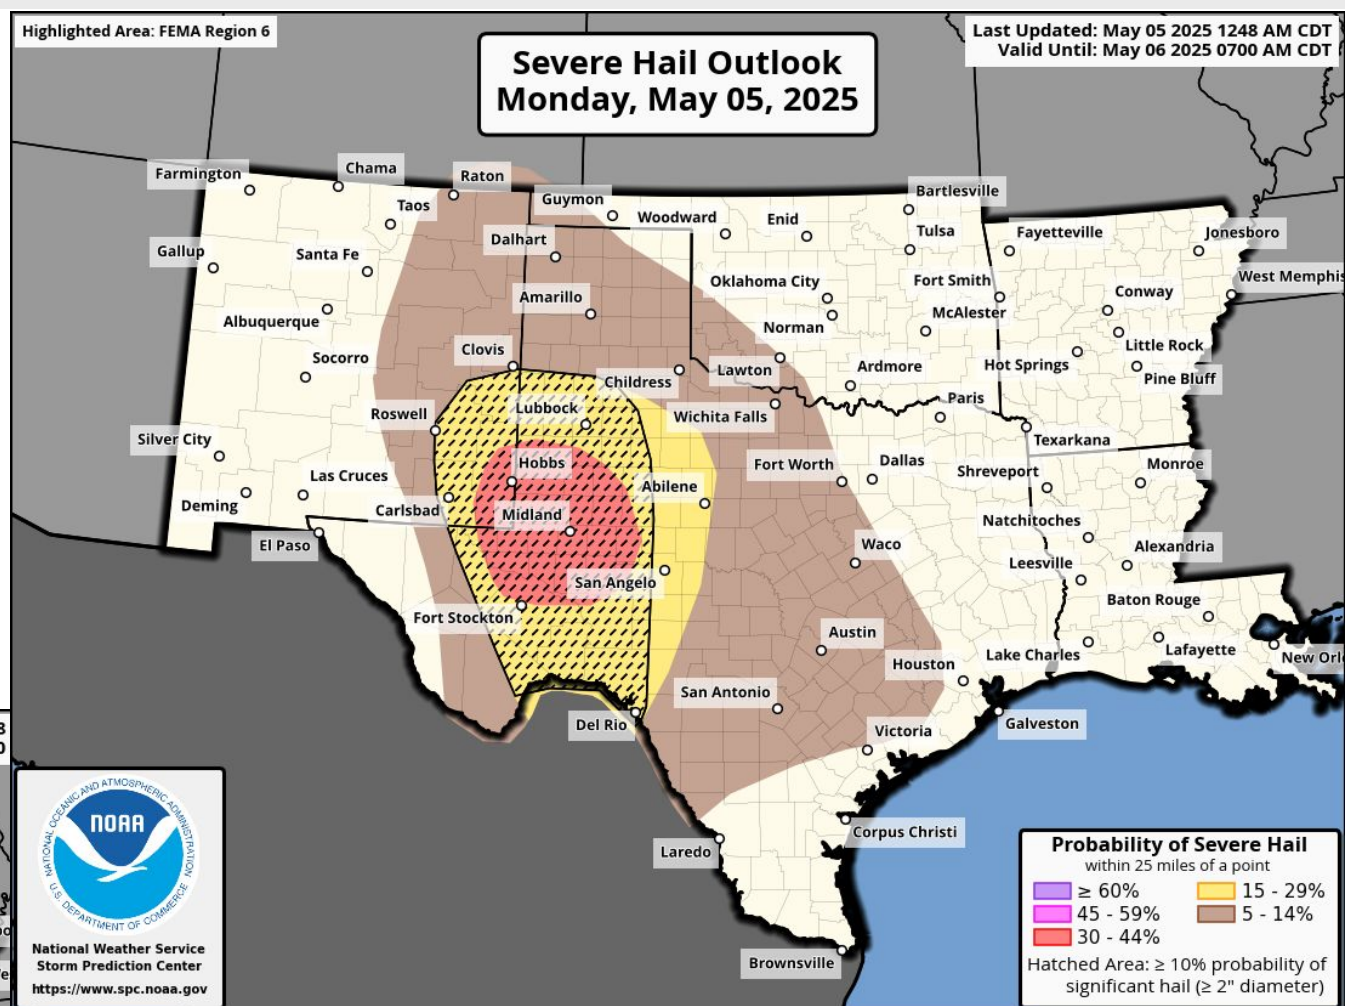 Highlighted Area: FEMA Region 6
Severe Hail Outlook
Monday, May 05, 2025
Last Updated: May 05 2025 1248 AM CDT
Valid Until: May 06 2025 0700 AM CDT
Farmington
Chama
Raton
Taos
Guymon
Woodward
Enid
Bartlesville
Tulsa
Fayetteville
Jonesboro
Gallup
Santa Fe
Dalhart
Oklahoma City
Fort Smith
West Memphis
Amarillo
Conway
Albuquerque
Norman
McAlester
Little Rock
Socorro
Clovis
Childress
Lawton
Ardmore
Hot Springs
Pine Bluff
Roswell
Lubbock
Wichita Falls
Paris
Silver City
Texarkana
Las Cruces
Hobbs
Fort Worth
Dallas
Shreveport
Monroe
Deming
Carlsbad
Midland
Abilene
Natchitoches
El Paso
Waco
Alexandria
Leesville
San Angelo
Baton Rouge
Fort Stockton
Austin
Houston
Lake Charles
Lafayette
New Orl
San Antonio
Del Rio
Victoria
Galveston
Corpus Christi
Laredo
Brownsville
8
0
NATIONAL OCEANIC AND ATMOSPHERIC ADMINISTRATION
NOAA
U.S. DEPARTMENT OF COMMERCE
National Weather Service
Storm Prediction Center
https://www.spc.noaa.gov
Probability of Severe Hail
within 25 miles of a point
≥ 60%
45 - 59%
30 - 44%
15 - 29%
5 - 14%
Hatched Area: ≥ 10% probability of
significant hail (≥ 2" diameter)